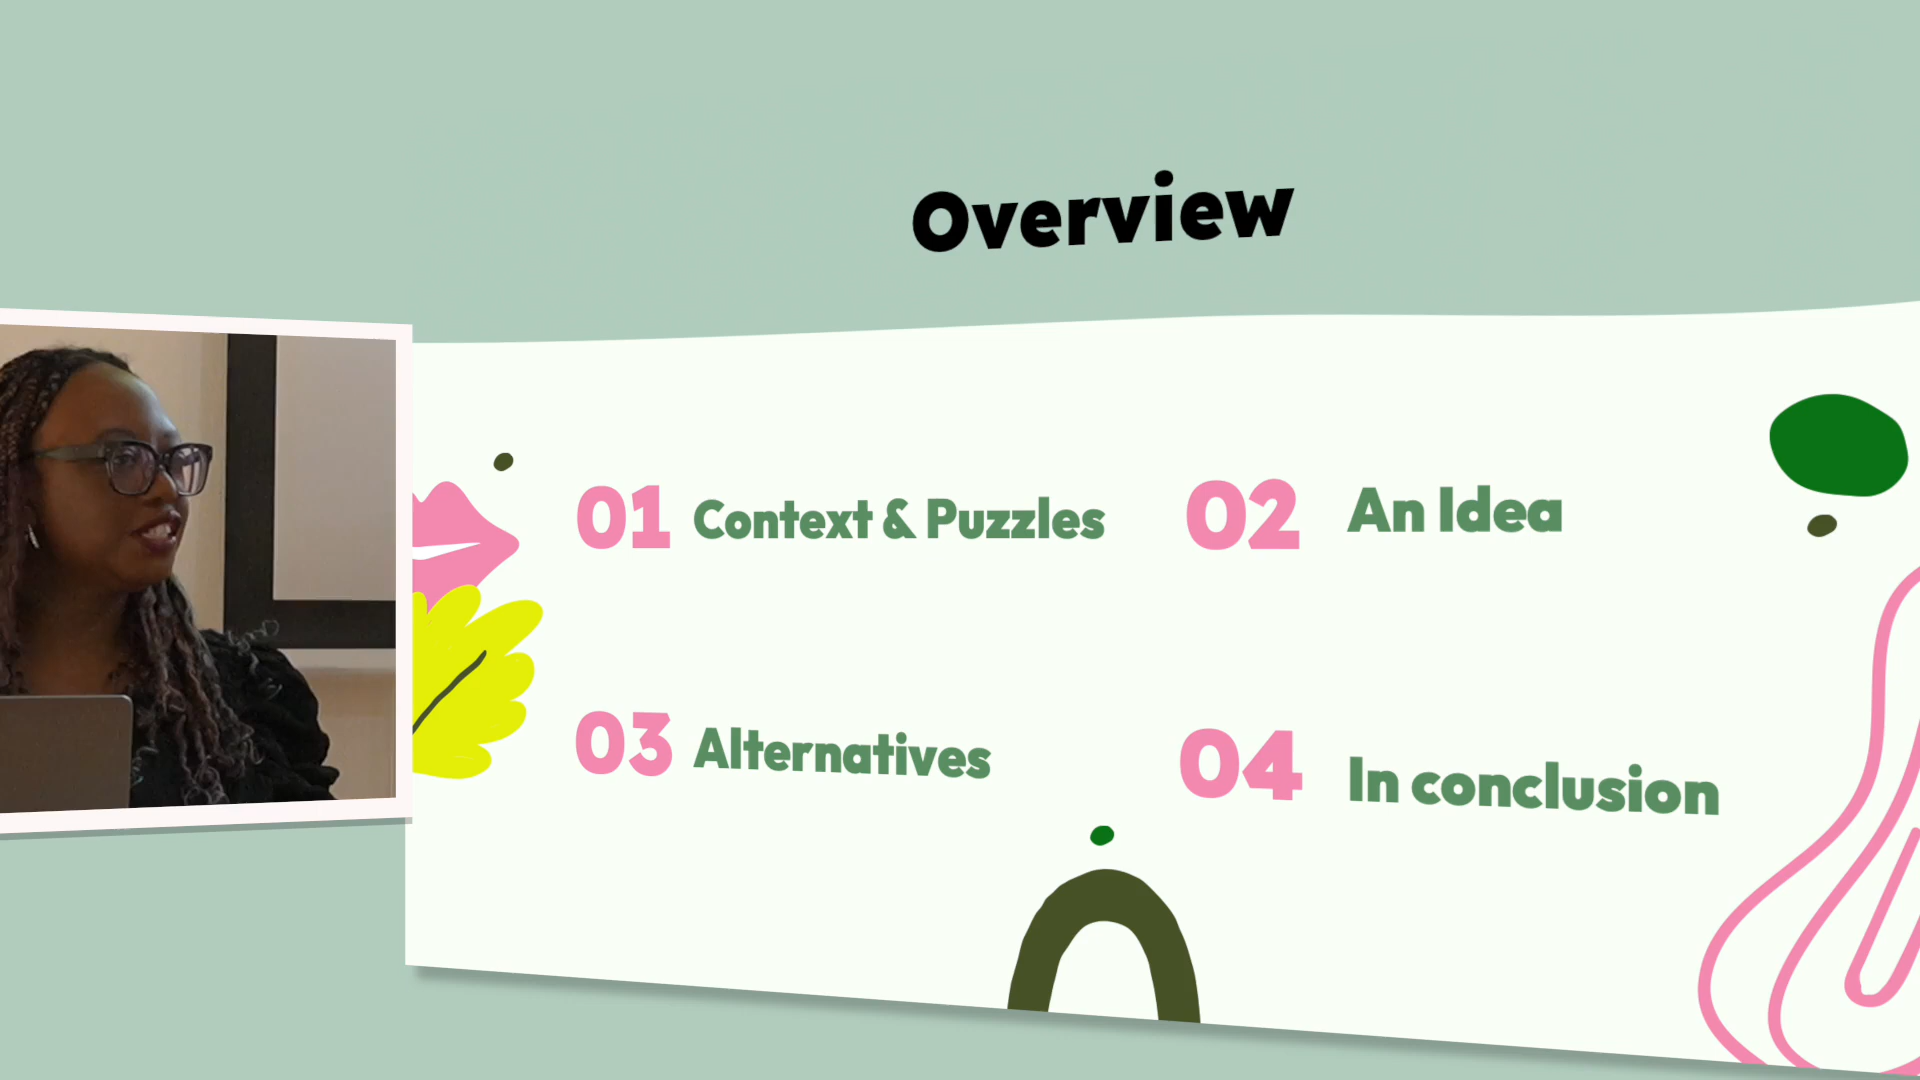 Overview
01 Context & Puzzles
02 An Idea
03 Alternatives
04 In conclusion